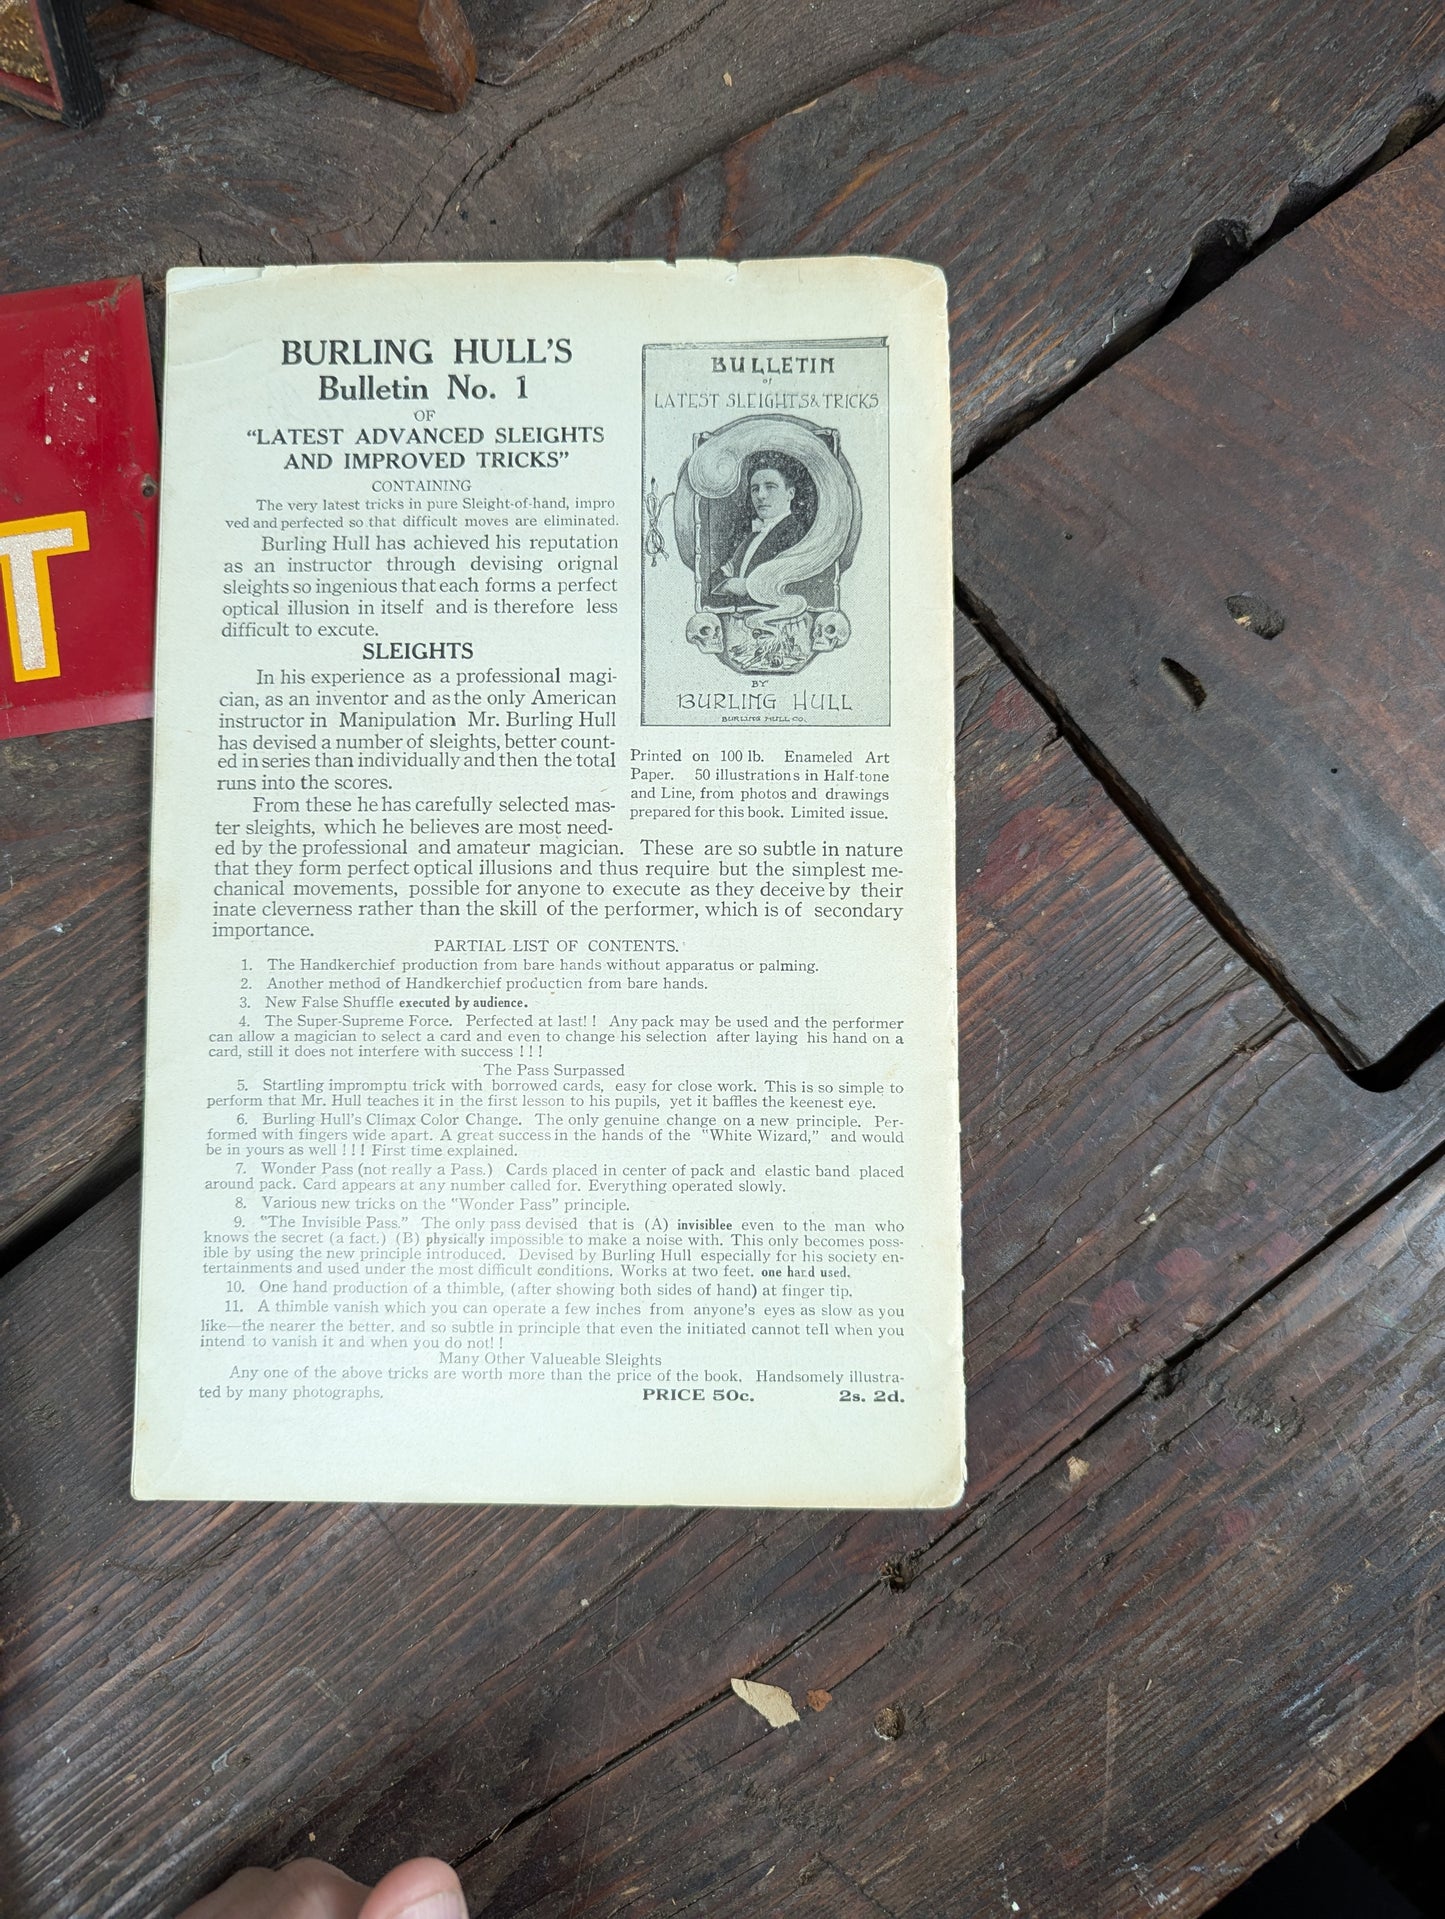 BURLING HULL'S
Bulletin No. 1
OF
"LATEST ADVANCED SLEIGHTS
AND IMPROVED TRICKS"
CONTAINING
The very latest tricks in pure Sleight-of-hand, impro
ved and perfected so that difficult moves are eliminated.
Burling Hull has achieved his reputation
as an instructor through devising orignal
sleights so ingenious that each forms a perfect
optical illusion in itself and is therefore less
difficult to excute.
SLEIGHTS
In his experience as a professional magi-
cian, as an inventor and as the only American
instructor in Manipulation Mr. Burling Hull
has devised a number of sleights, better count-
ed in series than individually and then the total
runs into the scores.
From these he has carefully selected mas-
ter sleights, which he believes are most need-
BULLETIN
of
LATEST SLEIGHTS & TRICKS
BY
BURLING HULL
BURLING HULL CO.
Printed on 100 lb. Enameled Art
Paper. 50 illustrations in Half-tone
and Line, from photos and drawings
prepared for this book. Limited issue.
ed by the professional and amateur magician. These are so subtle in nature
that they form perfect optical illusions and thus require but the simplest me-
chanical movements, possible for anyone to execute as they deceive by their
inate cleverness rather than the skill of the performer, which is of secondary
importance.
PARTIAL LIST OF CONTENTS.
1. The Handkerchief production from bare hands without apparatus or palming.
2. Another method of Handkerchief production from bare hands.
3. New False Shuffle executed by audience.
4. The Super-Supreme Force. Perfected at last! ! Any pack may be used and the performer
can allow a magician to select a card and even to change his selection after laying his hand on a
card, still it does not interfere with success ! ! !
The Pass Surpassed
5. Startling impromptu trick with borrowed cards, easy for close work. This is so simple to
perform that Mr. Hull teaches it in the first lesson to his pupils, yet it baffles the keenest eye.
6. Burling Hull's Climax Color Change. The only genuine change on a new principle. Per-
formed with fingers wide apart. A great success in the hands of the "White Wizard," and would
be in yours as well ! ! ! First time explained.
7. Wonder Pass (not really a Pass.) Cards placed in center of pack and elastic band placed
around pack. Card appears at any number called for. Everything operated slowly.
8. Various new tricks on the "Wonder Pass" principle.
9. "The Invisible Pass." The only pass devised that is (A) invisiblee even to the man who
knows the secret (a fact.) (B) physically impossible to make a noise with. This only becomes poss-
ible by using the new principle introduced. Devised by Burling Hull especially for his society en-
tertainments and used under the most difficult conditions. Works at two feet. one hand used.
10. One hand production of a thimble, (after showing both sides of hand) at finger tip.
11. A thimble vanish which you can operate a few inches from anyone's eyes as slow as you
like—the nearer the better. and so subtle in principle that even the initiated cannot tell when you
intend to vanish it and when you do not! !
Many Other Valueable Sleights
Any one of the above tricks are worth more than the price of the book. Handsomely illustra-
ted by many photographs. PRICE 50c. 2s. 2d.
T